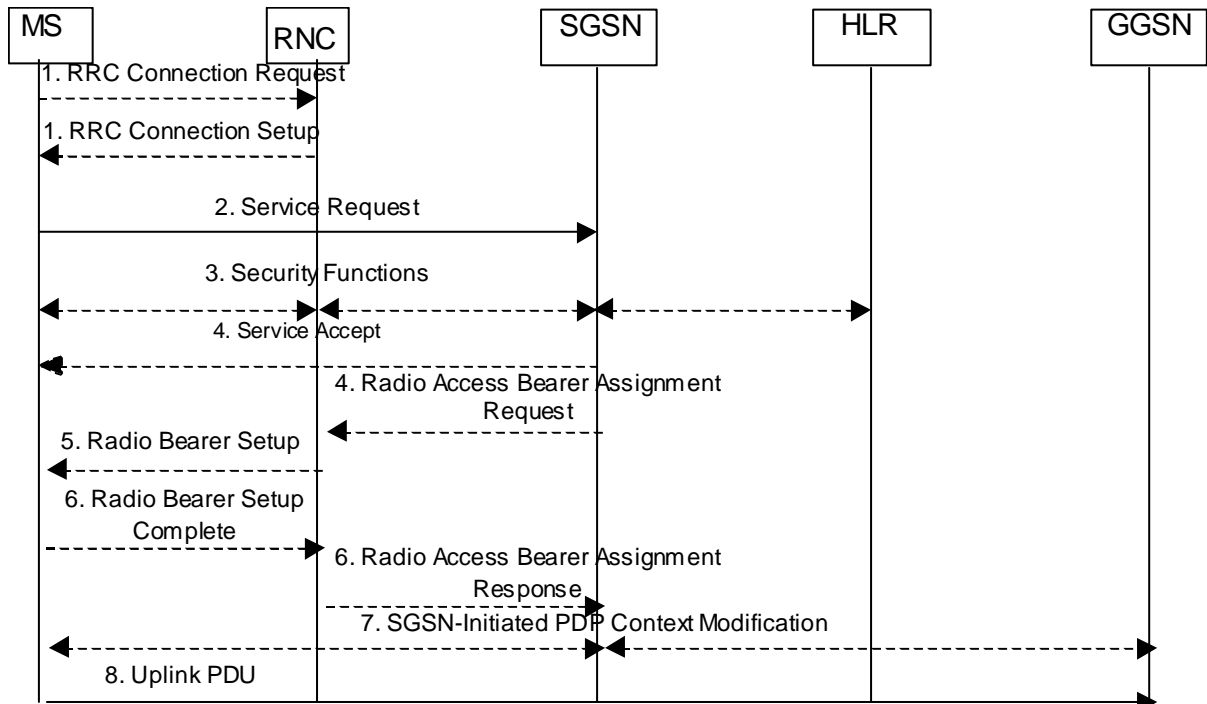 MS
RNC
SGSN
HLR
GGSN
1. RRC Connection Request
1. RRC Connection Setup
2. Service Request
3. Security Functions
4. Service Accept
4. Radio Access Bearer Assignment
Request
5. Radio Bearer Setup
6. Radio Bearer Setup
Complete
6. Radio Access Bearer Assignment
Response
7. SGSN-Initiated PDP Context Modification
8. Uplink PDU